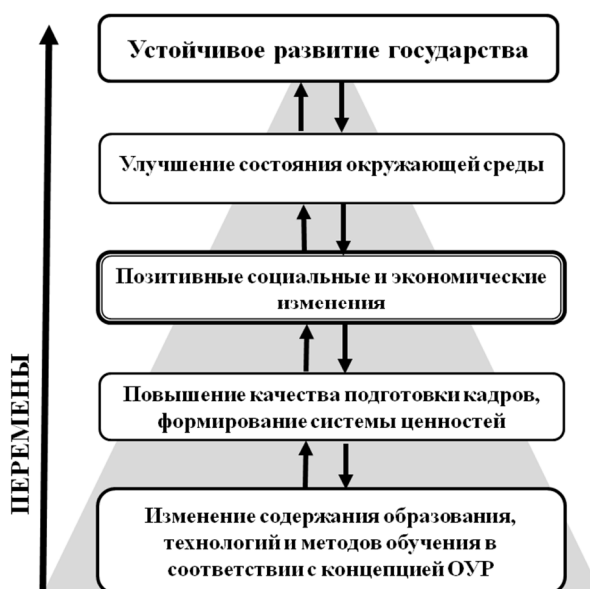 Устойчивое развитие государства
Улучшение состояния окружающей среды
Позитивные социальные и экономические
изменения
Повышение качества подготовки кадров,
формирование системы ценностей
Изменение содержания образования,
технологий и методов обучения в
соответствии с концепцией ОУР
ПЕРЕМЕНЫ